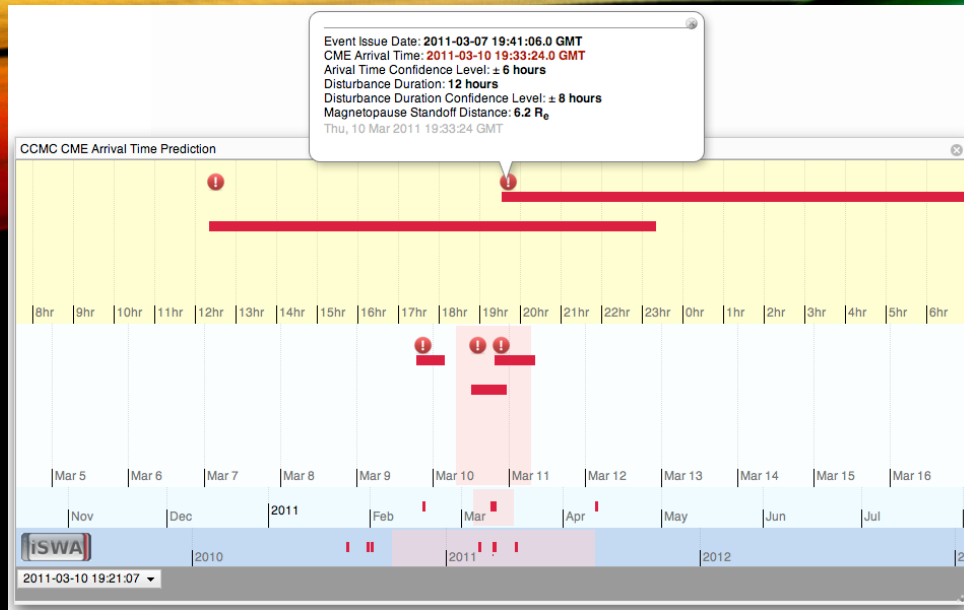 Event Issue Date: 2011-03-07 19:41:06.0 GMT
CME Arrival Time: 2011-03-10 19:33:24.0 GMT
Arival Time Confidence Level: ± 6 hours
Disturbance Duration: 12 hours
Disturbance Duration Confidence Level: ± 8 hours
Magnetopause Standoff Distance: 6.2 Re
Thu, 10 Mar 2011 19:33:24 GMT
CCMC CME Arrival Time Prediction
8hr 9hr 10hr 11hr 12hr 13hr 14hr 15hr 16hr 17hr 18hr 19hr 20hr 21hr 22hr 23hr 0hr 1hr 2hr 3hr 4hr 5hr 6hr
Mar 5 Mar 6 Mar 7 Mar 8 Mar 9 Mar 10 Mar 11 Mar 12 Mar 13 Mar 14 Mar 15 Mar 16
Nov Dec 2011 Feb Mar Apr May Jun Jul
iSWA 2010 2011 2012
2011-03-10 19:21:07